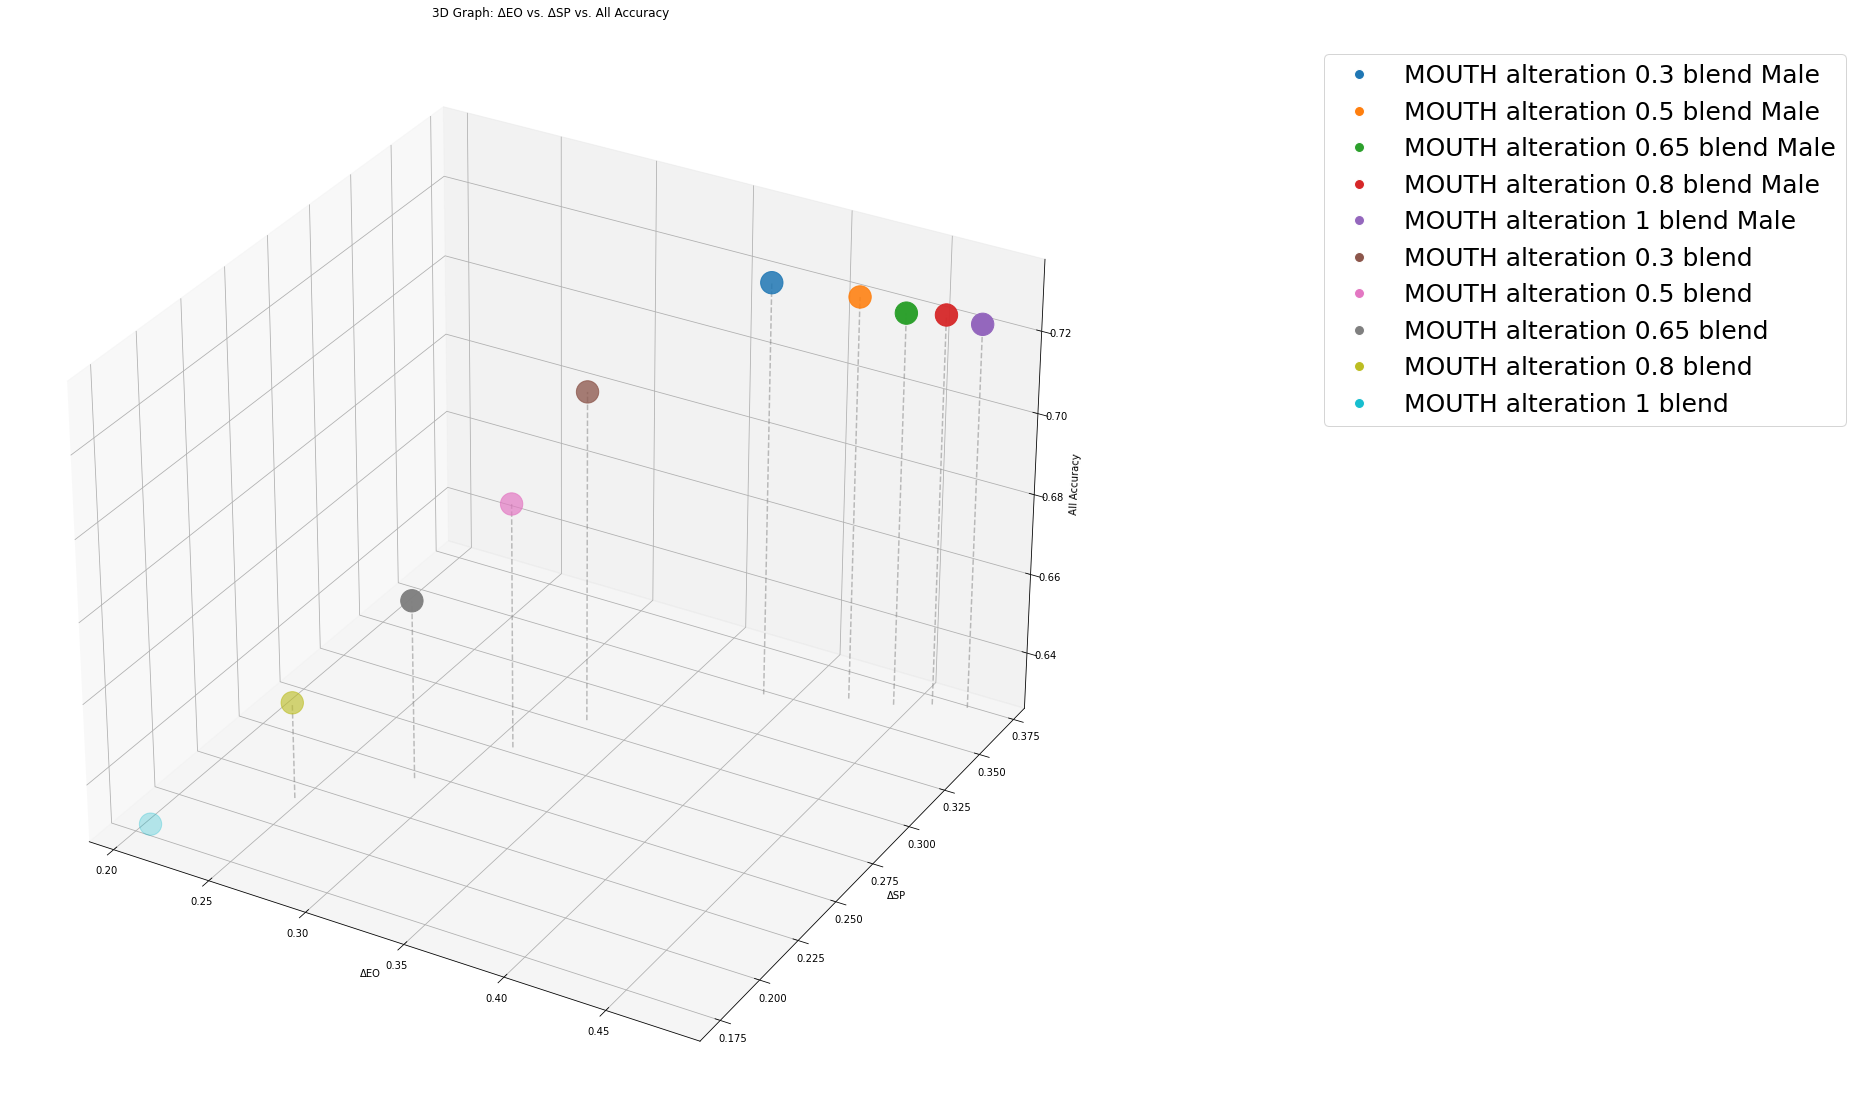 3D Graph: ΔEO vs. ΔSP vs. All Accuracy
MOUTH alteration 0.3 blend Male
MOUTH alteration 0.5 blend Male
MOUTH alteration 0.65 blend Male
MOUTH alteration 0.8 blend Male
MOUTH alteration 1 blend Male
MOUTH alteration 0.3 blend
MOUTH alteration 0.5 blend
MOUTH alteration 0.65 blend
MOUTH alteration 0.8 blend
MOUTH alteration 1 blend
0.72
0.70
0.68
0.66
0.64
All Accuracy
0.375
0.350
0.325
0.300
0.275
0.250
0.225
0.200
0.175
ΔSP
0.20
0.25
0.30
0.35
0.40
0.45
ΔEO